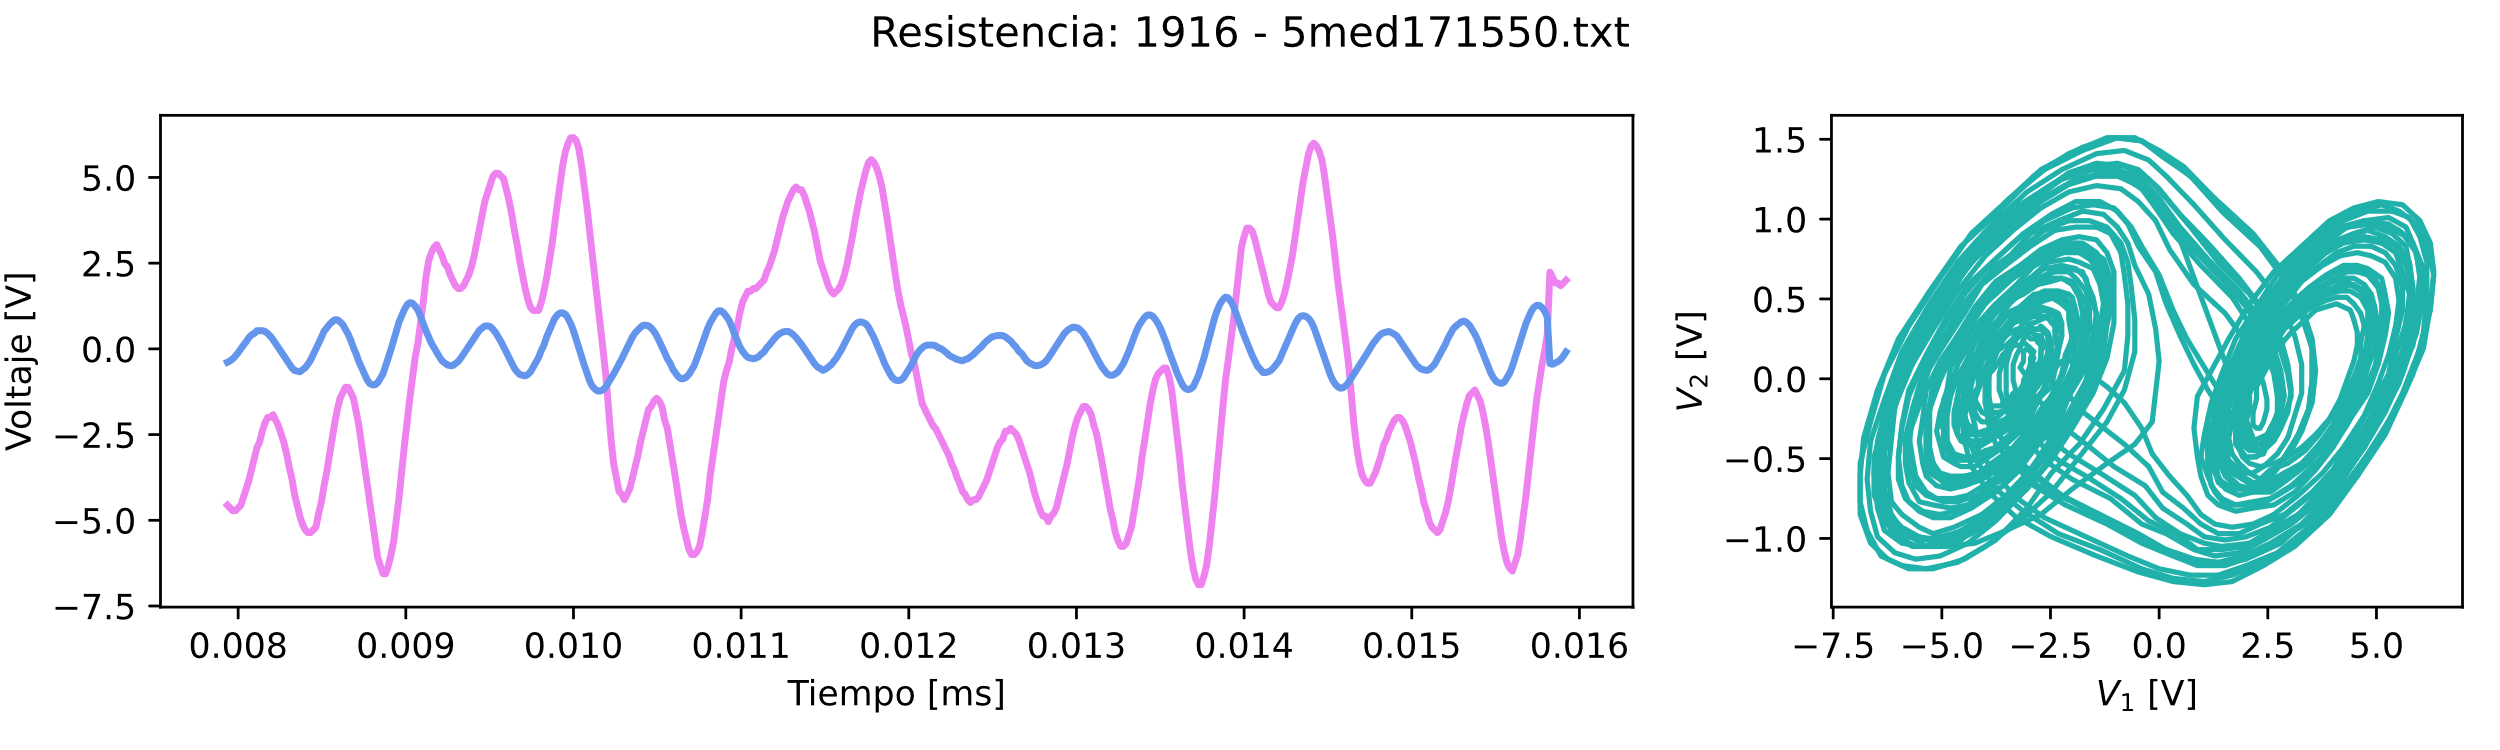 Resistencia: 1916 - 5med171550.txt
Voltaje [V]
5.0
2.5
0.0
−2.5
−5.0
−7.5
0.008 0.009 0.010 0.011 0.012 0.013 0.014 0.015 0.016
Tiempo [ms]
V₂ [V]
1.5
1.0
0.5
0.0
−0.5
−1.0
−7.5 −5.0 −2.5 0.0 2.5 5.0
V₁ [V]